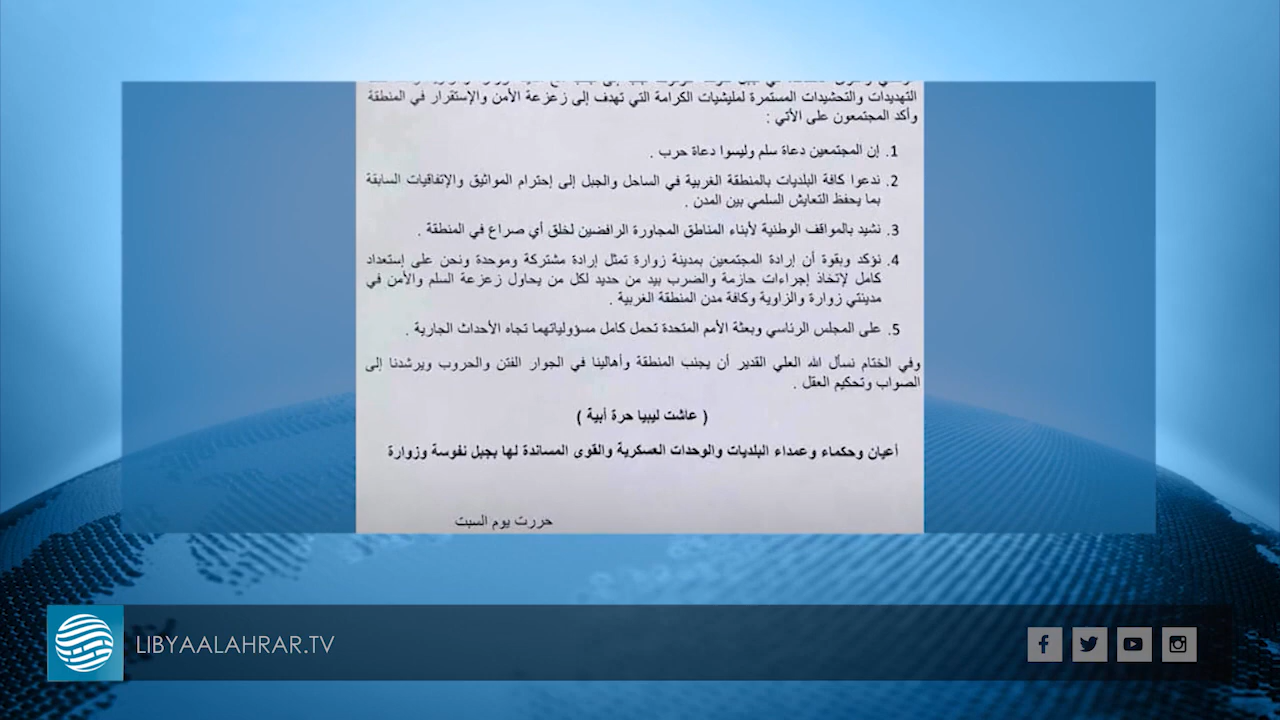 التهديدات والتحشيدات المستمرة لمليشيات الكرامة التي تهدف إلى زعزعة الأمن والإستقرار في المنطقة
وأكد المجتمعون على الأتي :
1. إن المجتمعين دعاة سلم وليسوا دعاة حرب .
2. ندعوا كافة البلديات بالمنطقة الغربية في الساحل والجبل إلى إحترام المواثيق والإتفاقيات السابقة
بما يحفظ التعايش السلمي بين المدن .
3. نشيد بالمواقف الوطنية لأبناء المناطق المجاورة الرافضين لخلق أي صراع في المنطقة .
4. نؤكد وبقوة أن إرادة المجتمعين بمدينة زوارة تمثل إرادة مشتركة وموحدة ونحن على إستعداد
كامل لإتخاذ إجراءات حازمة والضرب بيد من حديد لكل من يحاول زعزعة السلم والأمن في
مدينتي زوارة والزاوية وكافة مدن المنطقة الغربية .
5. على المجلس الرئاسي وبعثة الأمم المتحدة تحمل كامل مسؤولياتهما تجاه الأحداث الجارية .
وفي الختام نسأل الله العلي القدير أن يجنب المنطقة وأهالينا في الجوار الفتن والحروب ويرشدنا إلى
الصواب وتحكيم العقل .
( عاشت ليبيا حرة أبية )
أعيان وحكماء وعمداء البلديات والوحدات العسكرية والقوى المساندة لها بجبل نفوسة وزوارة
حررت يوم السبت
LIBYAALAHRAR.TV